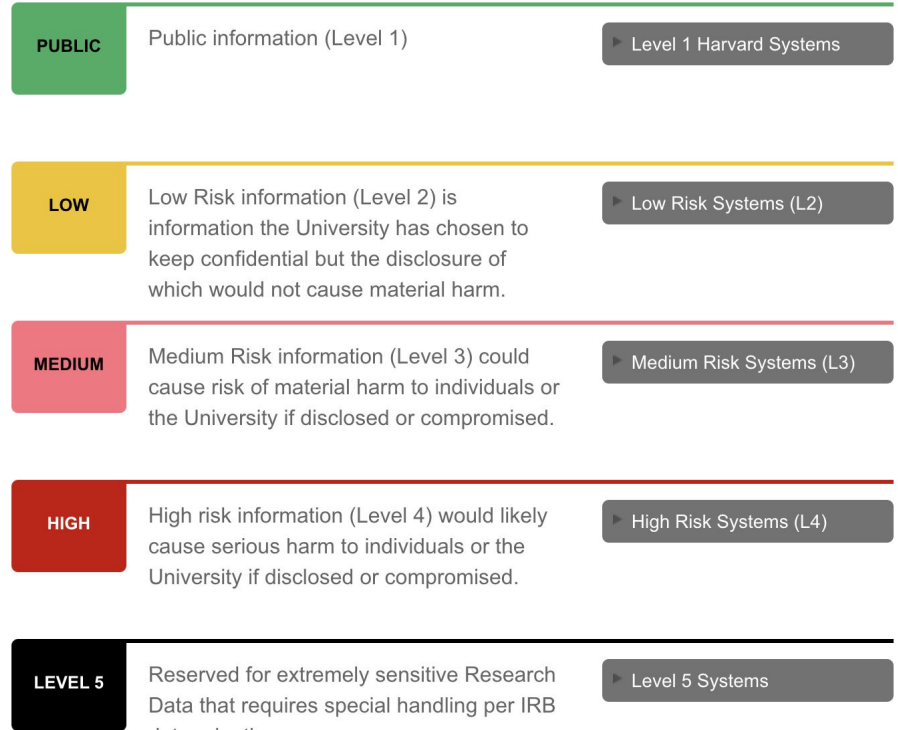 PUBLIC
Public information (Level 1)
Level 1 Harvard Systems
LOW
Low Risk information (Level 2) is
information the University has chosen to
keep confidential but the disclosure of
which would not cause material harm.
Low Risk Systems (L2)
MEDIUM
Medium Risk information (Level 3) could
cause risk of material harm to individuals or
the University if disclosed or compromised.
Medium Risk Systems (L3)
HIGH
High risk information (Level 4) would likely
cause serious harm to individuals or the
University if disclosed or compromised.
High Risk Systems (L4)
LEVEL 5
Reserved for extremely sensitive Research
Data that requires special handling per IRB
Level 5 Systems